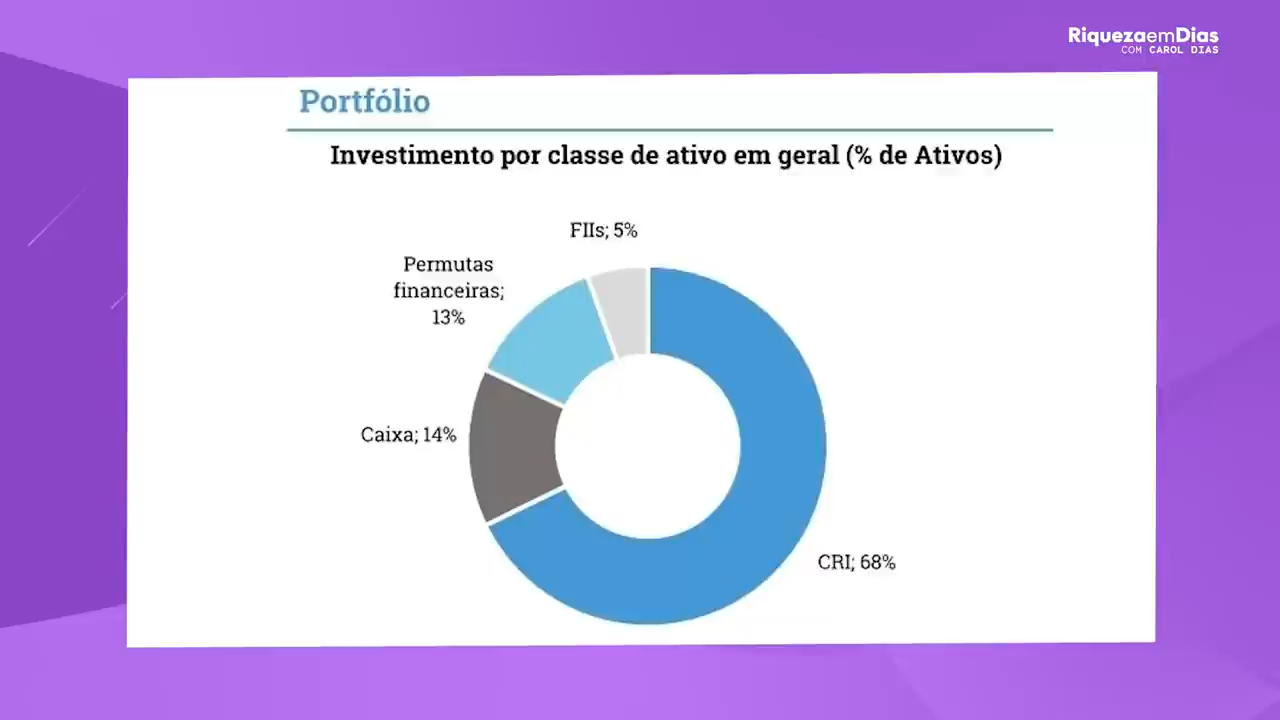 RiquezaemDias
COM CAROL DIAS
Portfólio
Investimento por classe de ativo em geral (% de Ativos)
FIIs; 5%
Permutas
financeiras;
13%
Caixa; 14%
CRI; 68%